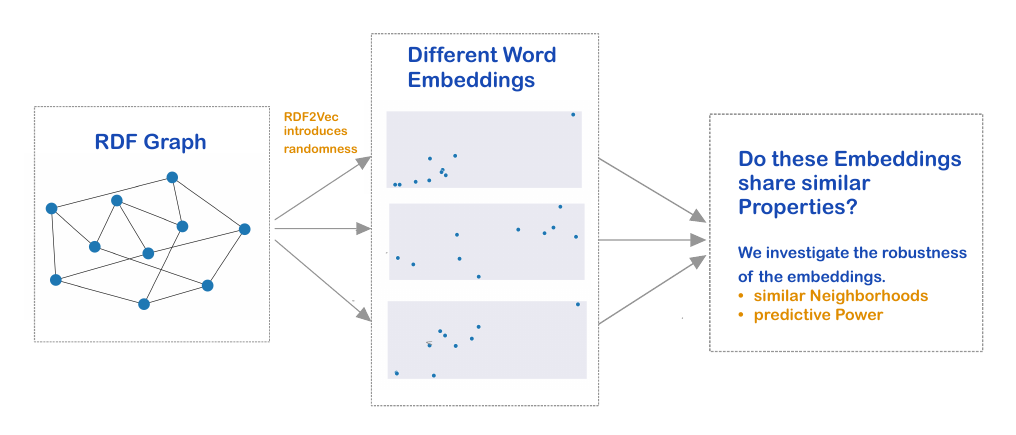 RDF Graph
RDF2Vec
introduces
randomness
Different Word
Embeddings
Do these Embeddings
share similar
Properties?
We investigate the robustness
of the embeddings.
• similar Neighborhoods
• predictive Power